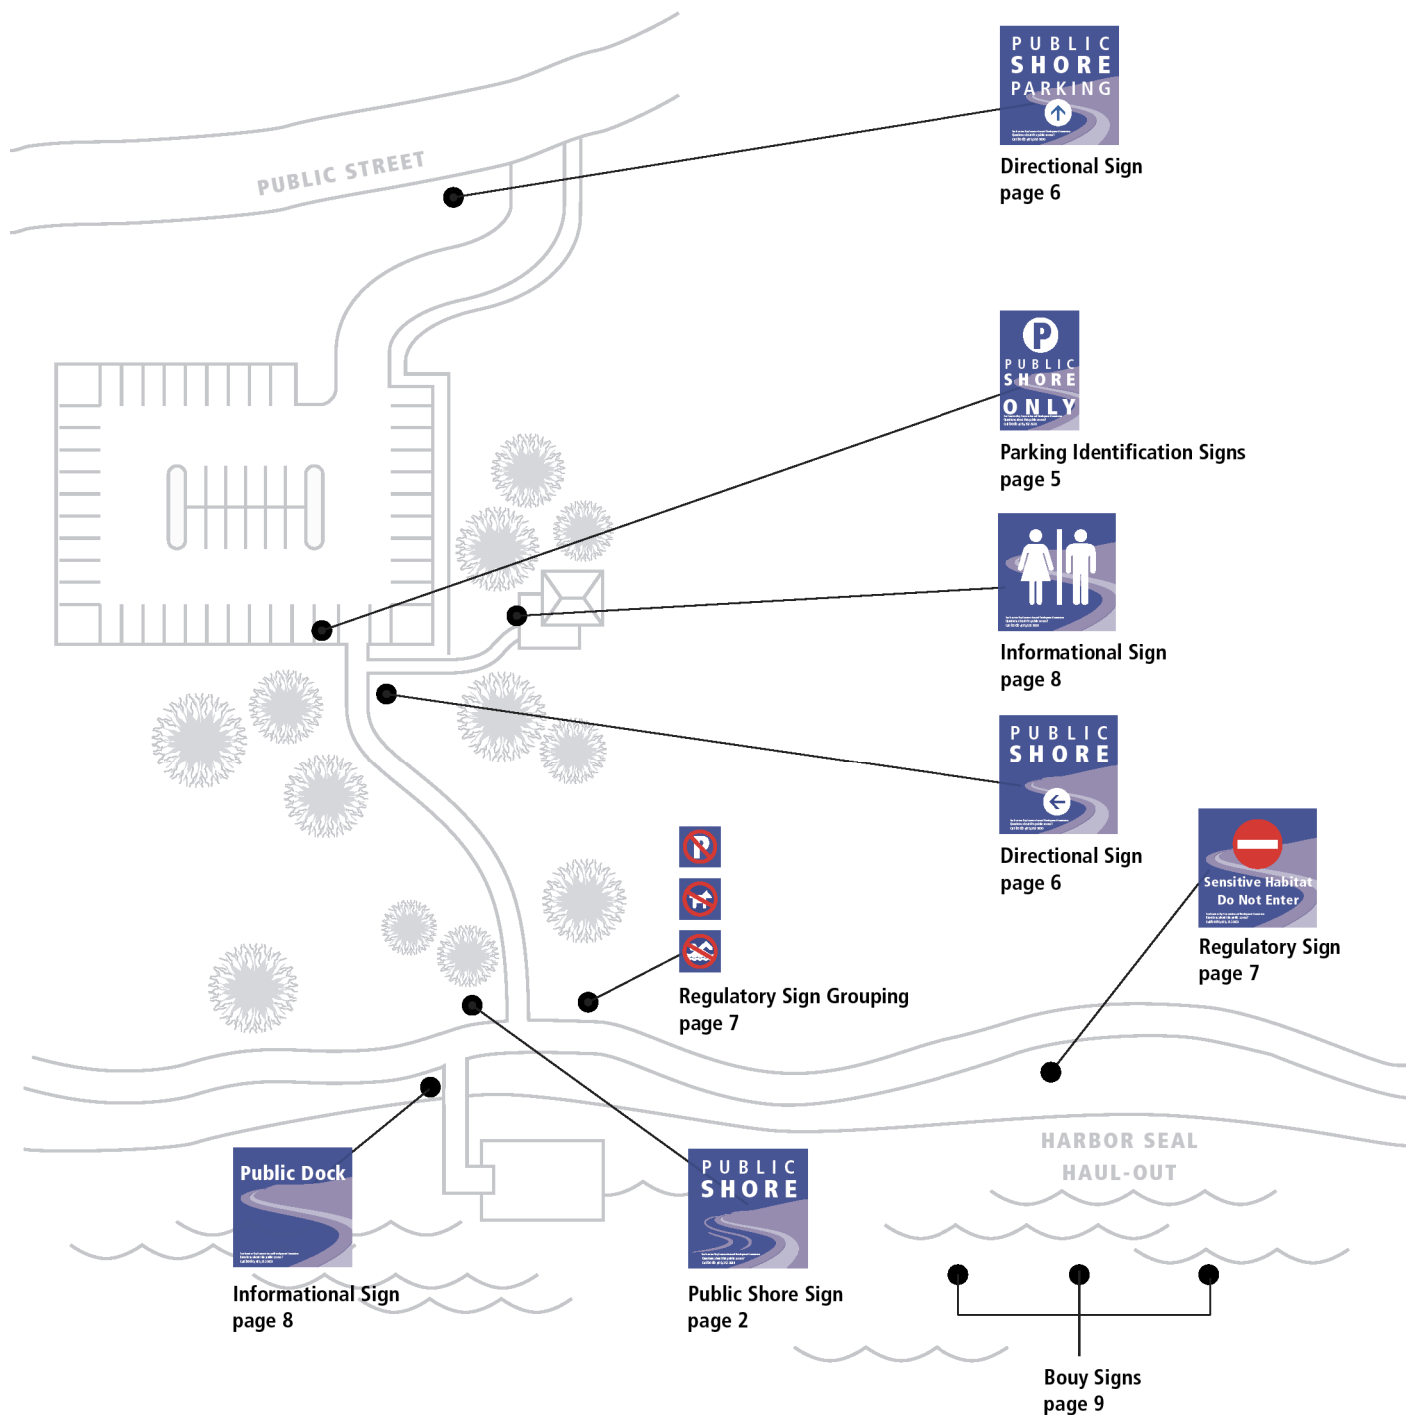 PUBLIC
SHORE
PARKING
Directional Sign
page 6
PUBLIC STREET
P
PUBLIC
SHORE
ONLY
Parking Identification Signs
page 5
Informational Sign
page 8
PUBLIC
SHORE
Directional Sign
page 6
Sensitive Habitat
Do Not Enter
Regulatory Sign
page 7
P
Regulatory Sign Grouping
page 7
HARBOR SEAL
HAUL-OUT
Public Dock
Informational Sign
page 8
PUBLIC
SHORE
Public Shore Sign
page 2
Bouy Signs
page 9